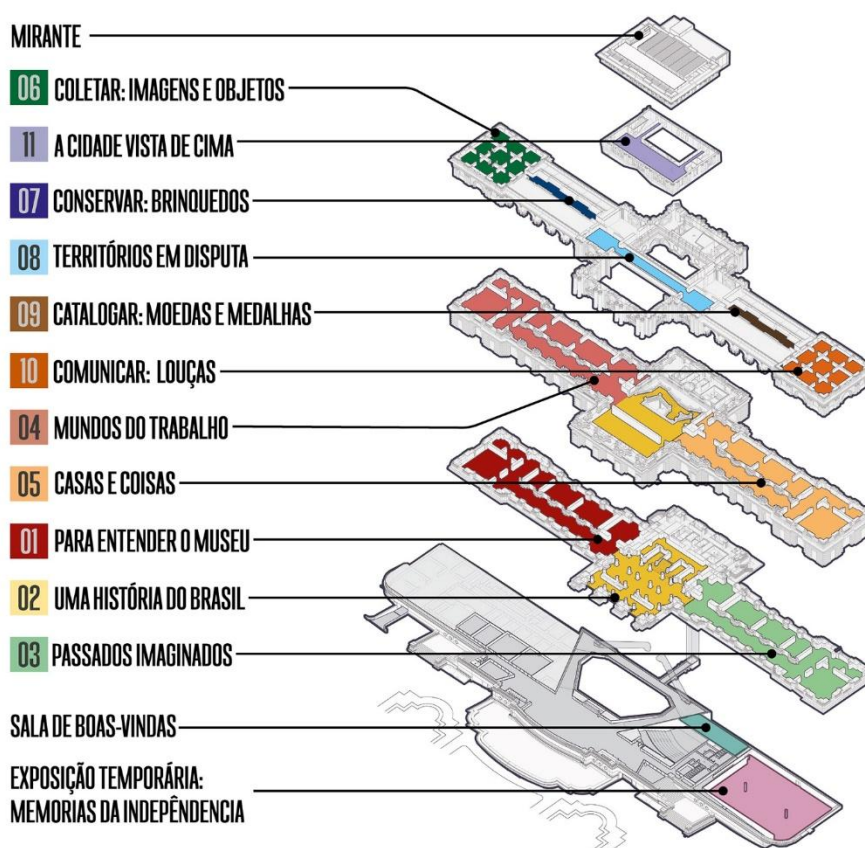 MIRANTE
06 COLETAR: IMAGENS E OBJETOS
11 A CIDADE VISTA DE CIMA
07 CONSERVAR: BRINQUEDOS
08 TERRITÓRIOS EM DISPUTA
09 CATALOGAR: MOEDAS E MEDALHAS
10 COMUNICAR: LOUÇAS
04 MUNDOS DO TRABALHO
05 CASAS E COISAS
01 PARA ENTENDER O MUSEU
02 UMA HISTÓRIA DO BRASIL
03 PASSADOS IMAGINADOS
SALA DE BOAS-VINDAS
EXPOSIÇÃO TEMPORÁRIA:
MEMORIAS DA INDEPÊNDENCIA